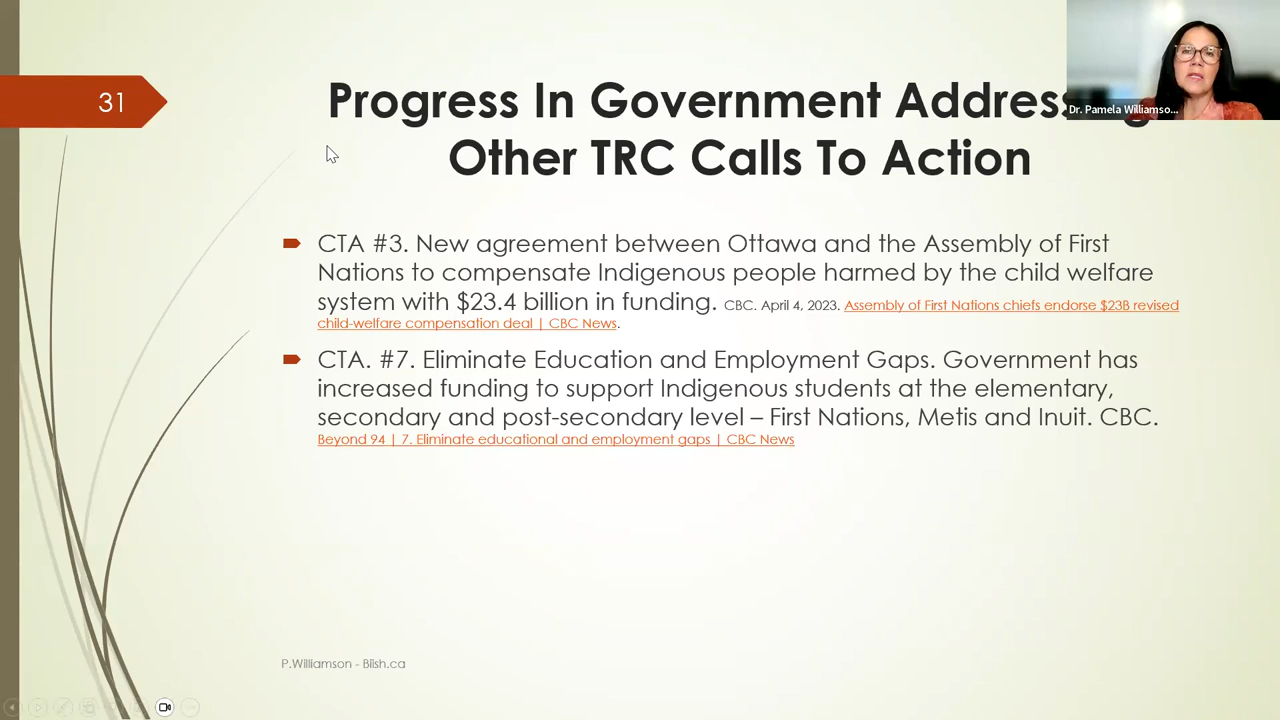 31
Progress In Government Address
Other TRC Calls To Action
Dr. Pamela Williamso...
CTA #3. New agreement between Ottawa and the Assembly of First
Nations to compensate Indigenous people harmed by the child welfare
system with $23.4 billion in funding. CBC. April 4, 2023. Assembly of First Nations chiefs endorse $23B revised
child-welfare compensation deal | CBC News.
CTA. #7. Eliminate Education and Employment Gaps. Government has
increased funding to support Indigenous students at the elementary,
secondary and post-secondary level – First Nations, Metis and Inuit. CBC.
Beyond 94 | 7. Eliminate educational and employment gaps | CBC News
P.Williamson - Biish.ca